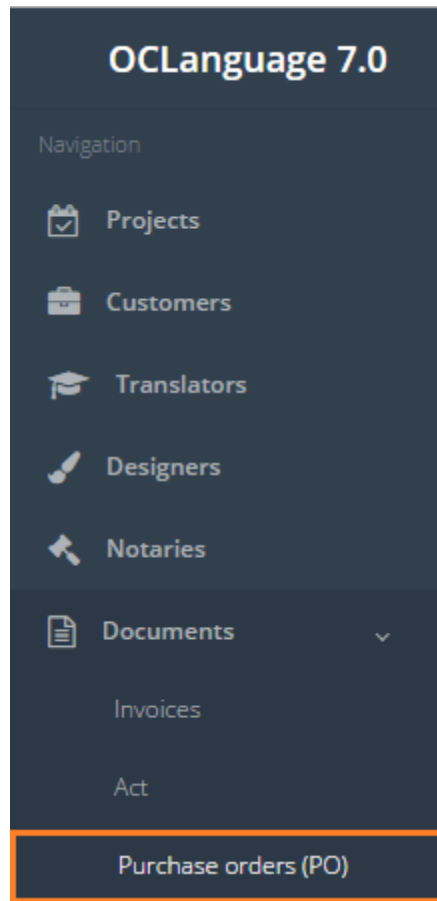 OCLanguage 7.0
Navigation
Projects
Customers
Translators
Designers
Notaries
Documents
Invoices
Act
Purchase orders (PO)